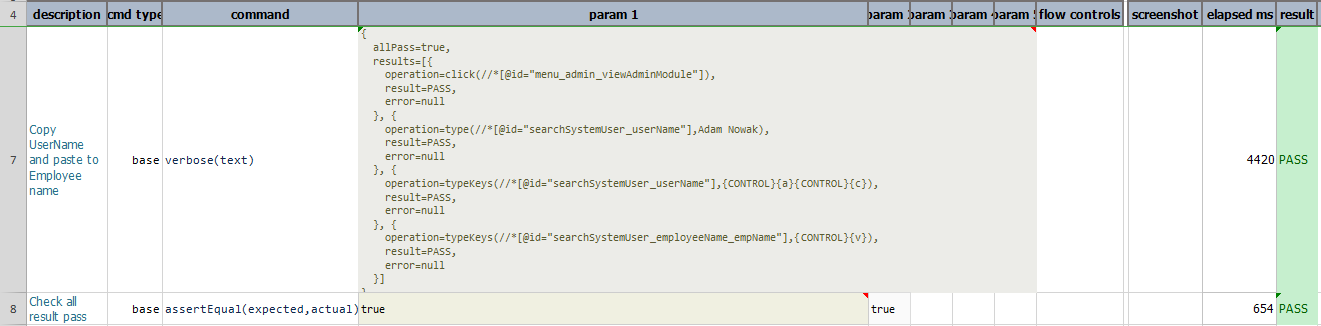 4 description cmd type command param 1 param param param param flow controls screenshot elapsed ms result
{
allPass=true,
results=[{
operation=click(//*[@id="menu_admin_viewAdminModule"]),
result=PASS,
error=null
}, {
operation=type(//*[@id="searchSystemUser_userName"],Adam Nowak),
result=PASS,
error=null
}, {
operation=typeKeys(//*[@id="searchSystemUser_userName"],{CONTROL}{a}{CONTROL}{c}),
result=PASS,
error=null
}, {
operation=typeKeys(//*[@id="searchSystemUser_employeeName_empName"],{CONTROL}{v}),
result=PASS,
error=null
}]
7 Copy UserName and paste to Employee name base verbose(text) 4420 PASS
8 Check all result pass base assertEqual(expected,actual) true true 654 PASS